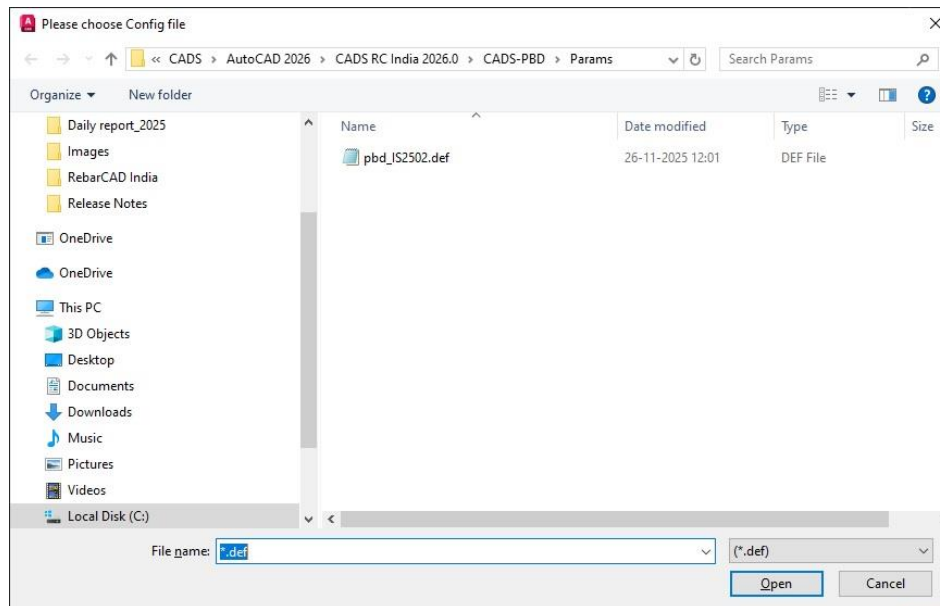 Please choose Config file
« CADS › AutoCAD 2026 › CADS RC India 2026.0 › CADS-PBD › Params
Search Params
Organize
New folder
Daily report_2025
Images
RebarCAD India
Release Notes
OneDrive
OneDrive
This PC
3D Objects
Desktop
Documents
Downloads
Music
Pictures
Videos
Local Disk (C:)
Name Date modified Type Size
pbd_IS2502.def 26-11-2025 12:01 DEF File
File name: *.def (*.def)
Open Cancel